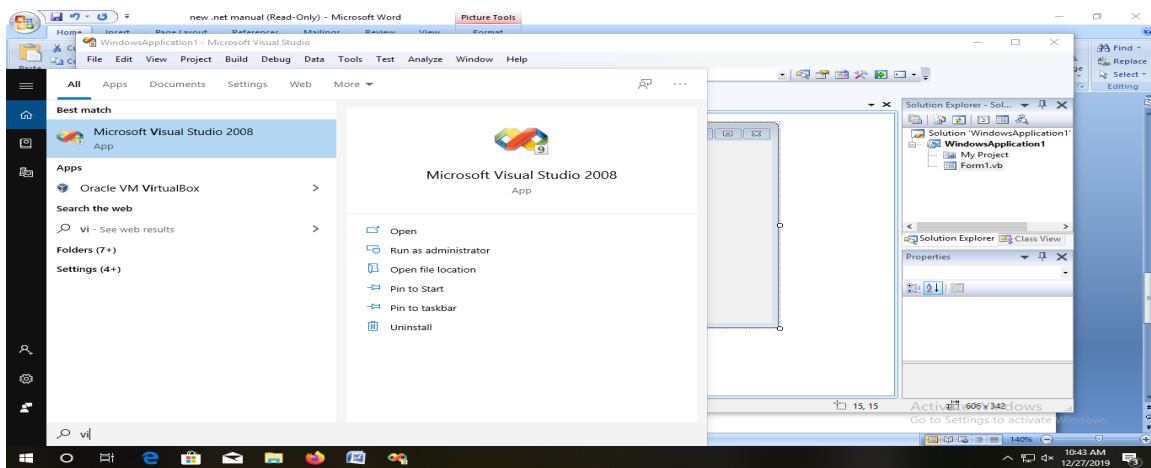 new .net manual (Read-Only) - Microsoft Word
Picture Tools
Home Insert Page Layout References Mailings Review View Format
WindowsApplication1 - Microsoft Visual Studio
File Edit View Project Build Debug Data Tools Test Analyze Window Help
Find
Replace
Select
Editing
All Apps Documents Settings Web More
Best match
Microsoft Visual Studio 2008
App
Apps
Oracle VM VirtualBox
Search the web
vi - See web results
Folders (7+)
Settings (4+)
Microsoft Visual Studio 2008
App
Open
Run as administrator
Open file location
Pin to Start
Pin to taskbar
Uninstall
vi
Solution Explorer - Sol...
Solution 'WindowsApplication1'
WindowsApplication1
My Project
Form1.vb
Solution Explorer Class View
Properties
15, 15
606 x 342
Activate Windows
Go to Settings to activate Windows.
140%
10:43 AM
12/27/2019